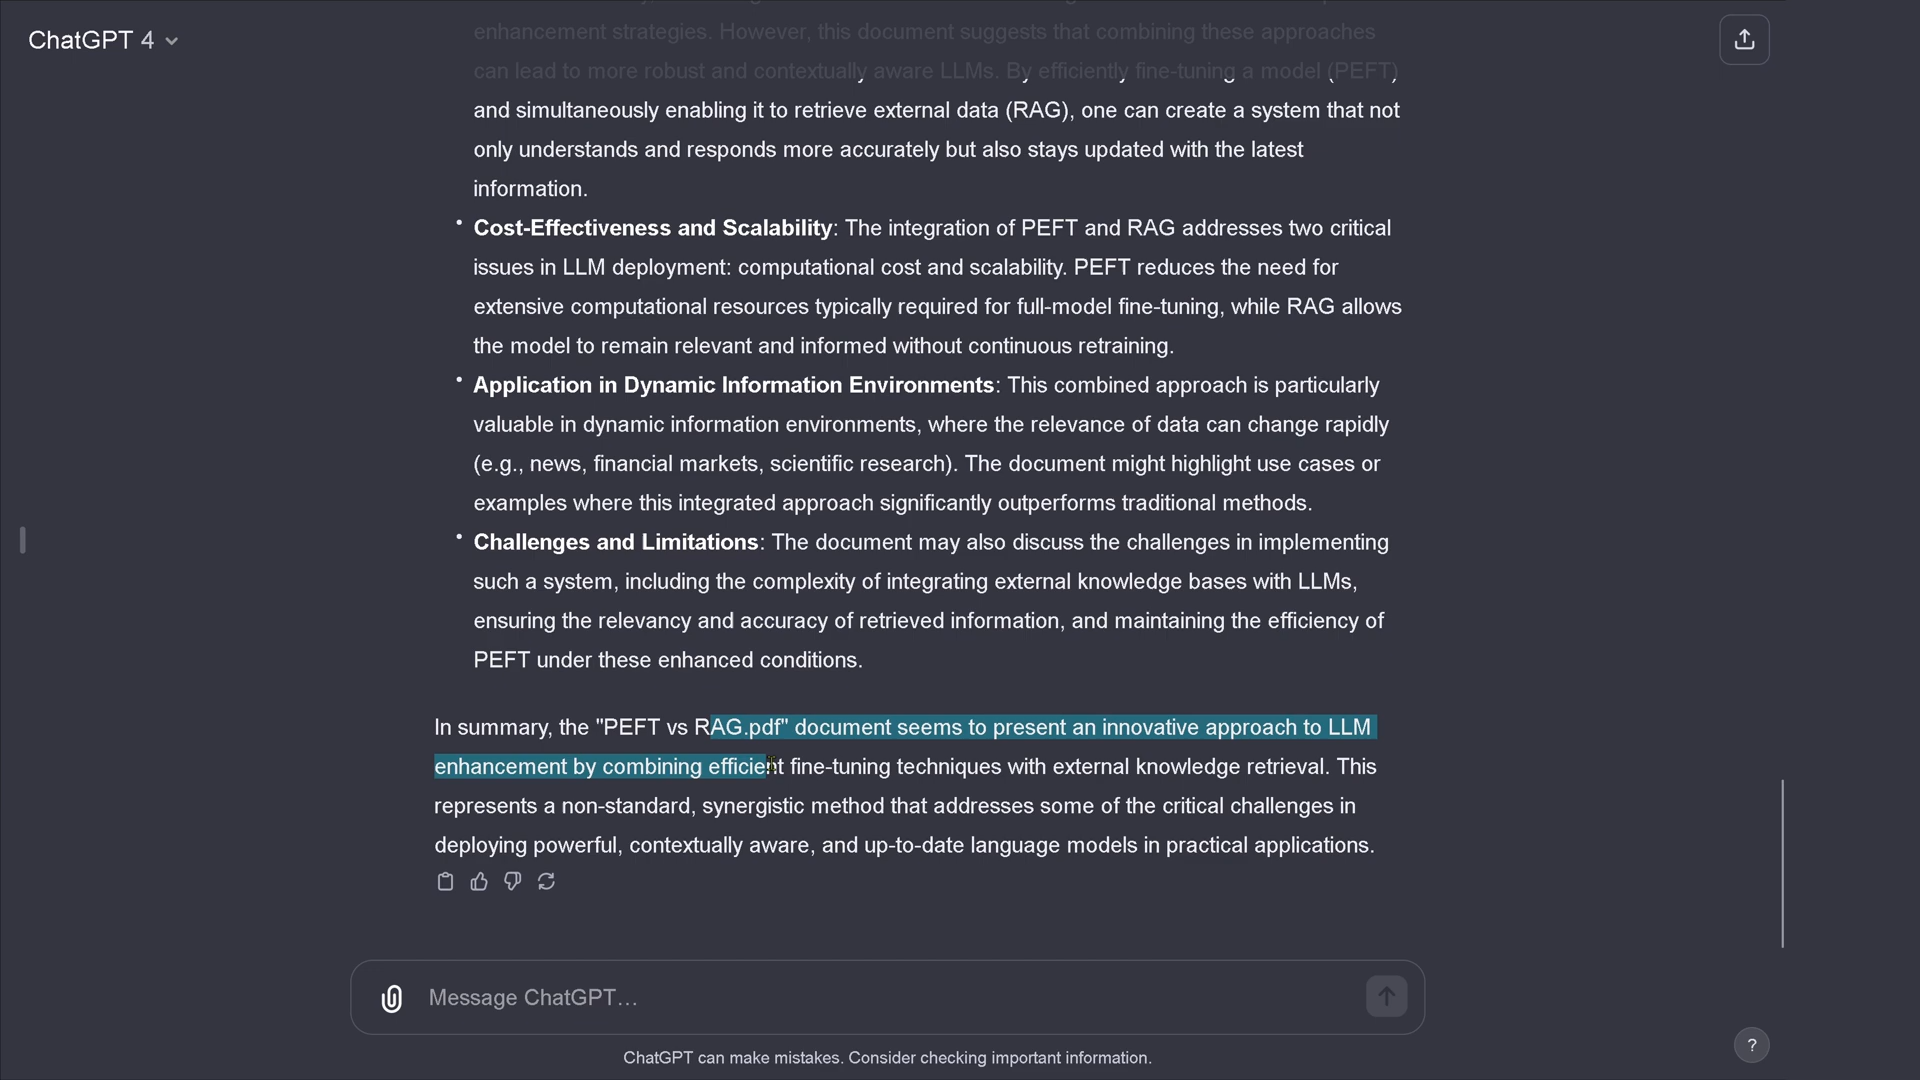 ChatGPT 4
enhancement strategies. However, this document suggests that combining these approaches
can lead to more robust and contextually aware LLMs. By efficiently fine-tuning a model (PEFT)
and simultaneously enabling it to retrieve external data (RAG), one can create a system that not
only understands and responds more accurately but also stays updated with the latest
information.
• Cost-Effectiveness and Scalability: The integration of PEFT and RAG addresses two critical
issues in LLM deployment: computational cost and scalability. PEFT reduces the need for
extensive computational resources typically required for full-model fine-tuning, while RAG allows
the model to remain relevant and informed without continuous retraining.
• Application in Dynamic Information Environments: This combined approach is particularly
valuable in dynamic information environments, where the relevance of data can change rapidly
(e.g., news, financial markets, scientific research). The document might highlight use cases or
examples where this integrated approach significantly outperforms traditional methods.
• Challenges and Limitations: The document may also discuss the challenges in implementing
such a system, including the complexity of integrating external knowledge bases with LLMs,
ensuring the relevancy and accuracy of retrieved information, and maintaining the efficiency of
PEFT under these enhanced conditions.
In summary, the "PEFT vs RAG.pdf" document seems to present an innovative approach to LLM
enhancement by combining efficient fine-tuning techniques with external knowledge retrieval. This
represents a non-standard, synergistic method that addresses some of the critical challenges in
deploying powerful, contextually aware, and up-to-date language models in practical applications.
Message ChatGPT…
ChatGPT can make mistakes. Consider checking important information.
?